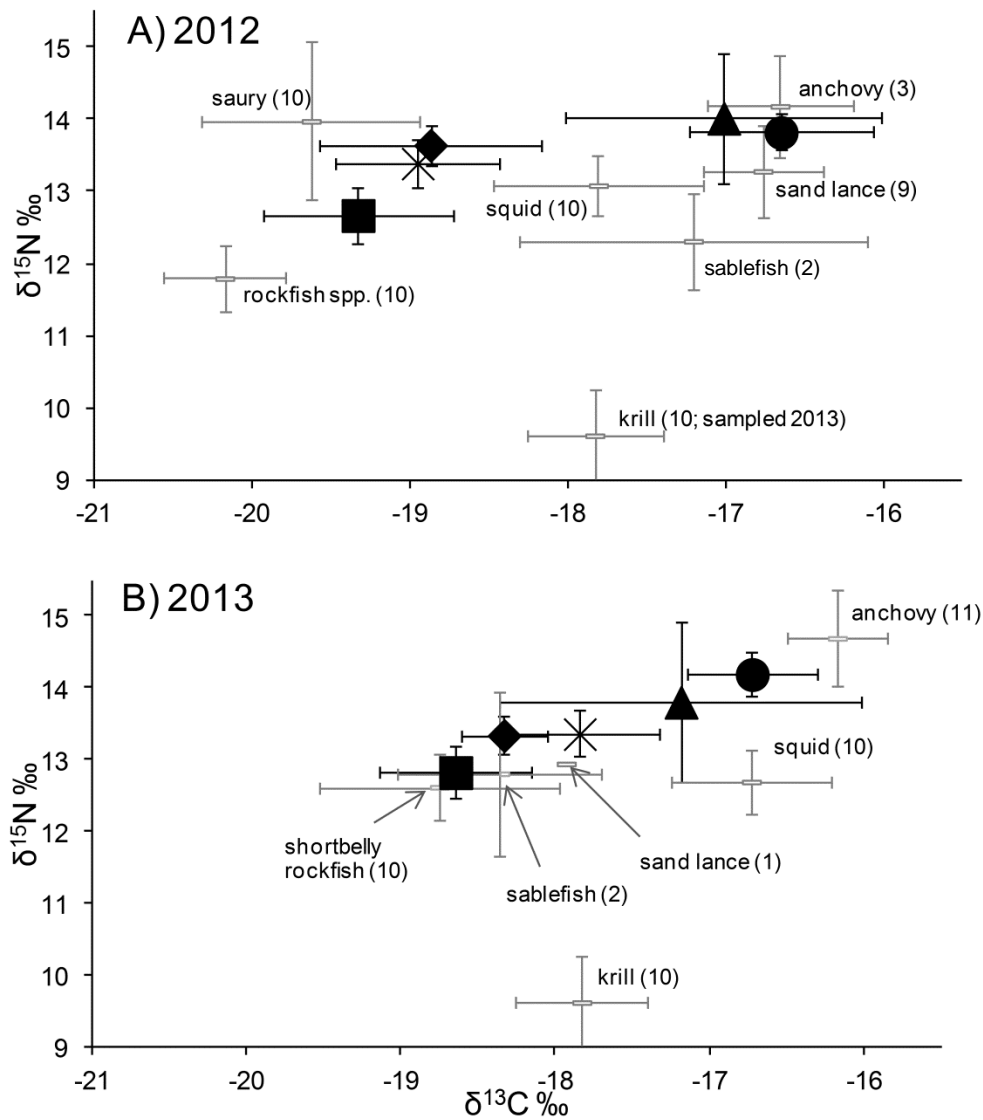 A) 2012
15
14
13
12
11
10
9
δ15N ‰
saury (10)
anchovy (3)
squid (10)
sand lance (9)
sablefish (2)
rockfish spp. (10)
krill (10; sampled 2013)
-21
-20
-19
-18
-17
-16
B) 2013
15
14
13
12
11
10
9
δ15N ‰
anchovy (11)
squid (10)
shortbelly
rockfish (10)
sand lance (1)
sablefish (2)
krill (10)
-21
-20
-19
-18
-17
-16
δ13C ‰